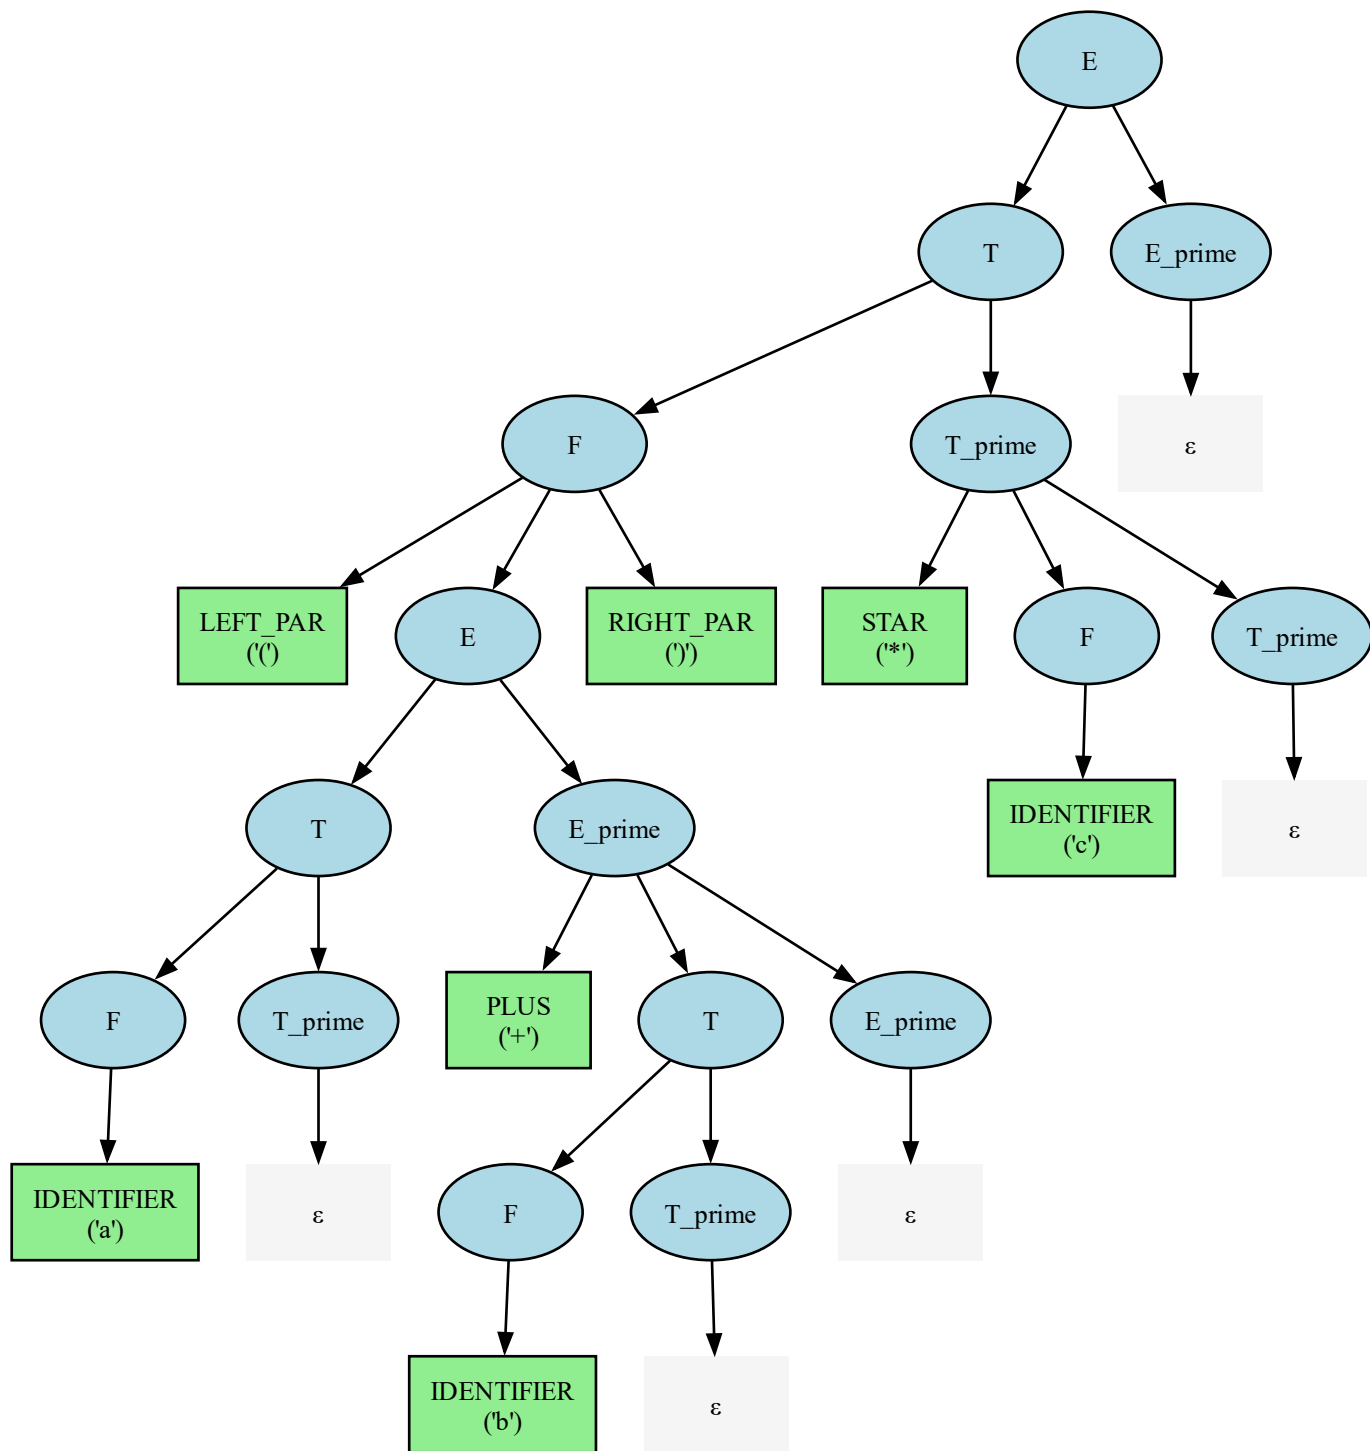 E
T
E_prime
F
T_prime
ε
LEFT_PAR
('(')
E
RIGHT_PAR
(')')
STAR
('*')
F
T_prime
T
E_prime
IDENTIFIER
('c')
ε
F
T_prime
PLUS
('+')
T
E_prime
IDENTIFIER
('a')
ε
F
T_prime
ε
IDENTIFIER
('b')
ε